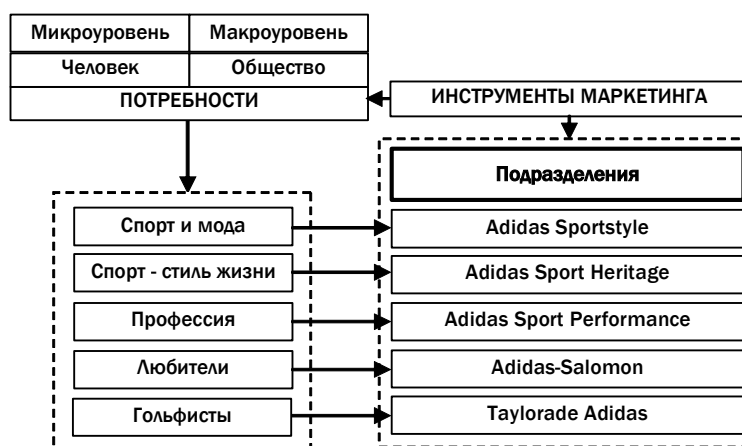 Микроуровень Макроуровень
Человек Общество
ПОТРЕБНОСТИ
ИНСТРУМЕНТЫ МАРКЕТИНГА
Подразделения
Спорт и мода
Adidas Sportstyle
Спорт - стиль жизни
Adidas Sport Heritage
Профессия
Adidas Sport Performance
Любители
Adidas-Salomon
Гольфисты
Taylorade Adidas